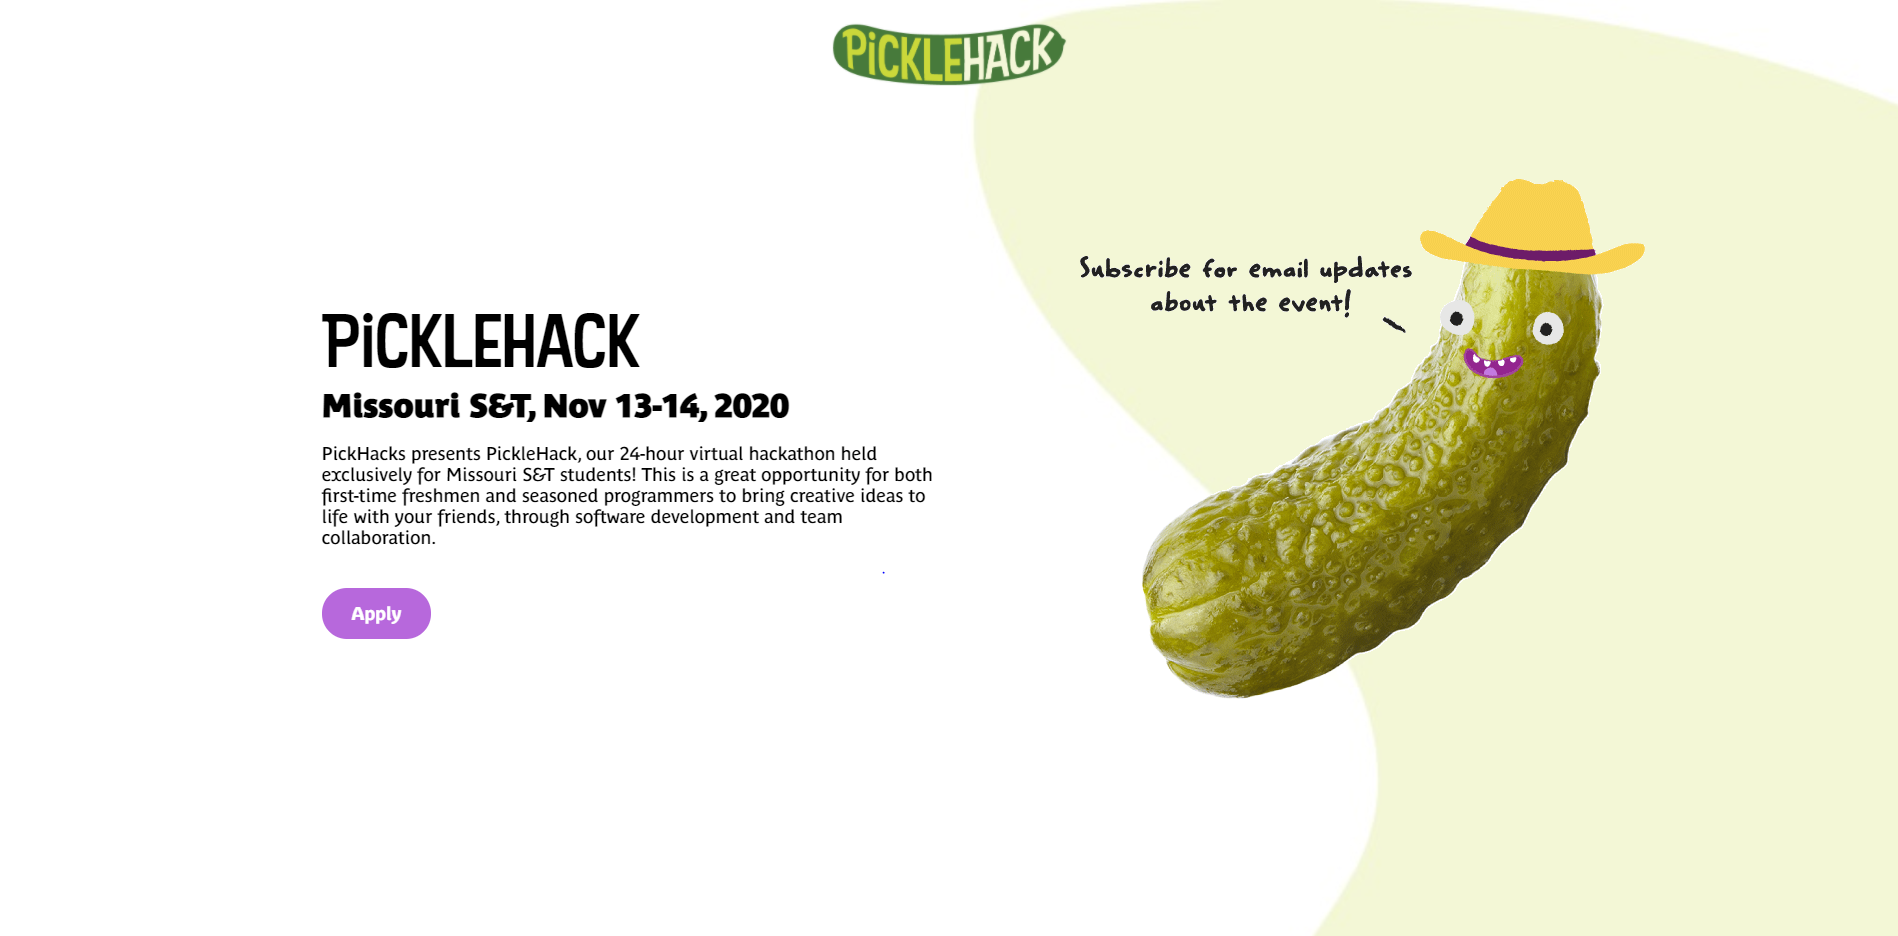 PiCKLEHACK
Subscribe for email updates
about the event!
PiCKLEHACK
Missouri S&T, Nov 13-14, 2020
PickHacks presents PickleHack, our 24-hour virtual hackathon held
exclusively for Missouri S&T students! This is a great opportunity for both
first-time freshmen and seasoned programmers to bring creative ideas to
life with your friends, through software development and team
collaboration.
Apply